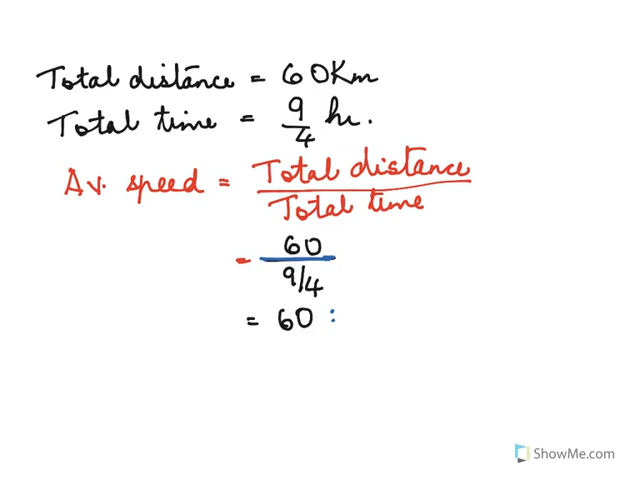 Total distance = 60Km
Total time = 9/4 hr.
Av. speed = Total distance / Total time
= 60 / 9/4
= 60 :
ShowMe.com